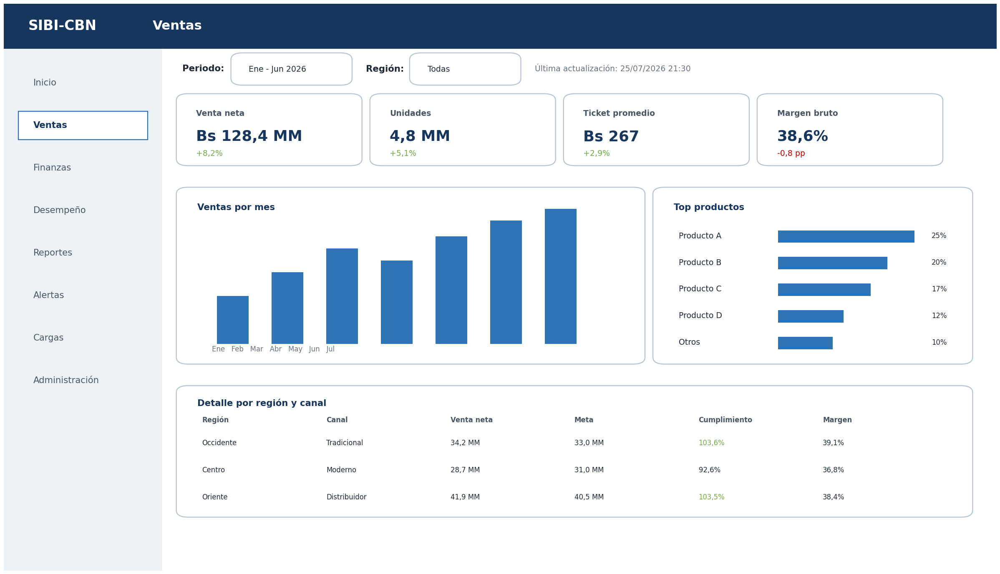 SIBI-CBN Ventas
Inicio
Ventas
Finanzas
Desempeño
Reportes
Alertas
Cargas
Administración
Periodo: Ene - Jun 2026 Región: Todas Última actualización: 25/07/2026 21:30
Venta neta
Bs 128,4 MM
+8,2%
Unidades
4,8 MM
+5,1%
Ticket promedio
Bs 267
+2,9%
Margen bruto
38,6%
-0,8 pp
Ventas por mes
Ene Feb Mar Abr May Jun Jul
Top productos
Producto A 25%
Producto B 20%
Producto C 17%
Producto D 12%
Otros 10%
Detalle por región y canal
Región Canal Venta neta Meta Cumplimiento Margen
Occidente Tradicional 34,2 MM 33,0 MM 103,6% 39,1%
Centro Moderno 28,7 MM 31,0 MM 92,6% 36,8%
Oriente Distribuidor 41,9 MM 40,5 MM 103,5% 38,4%